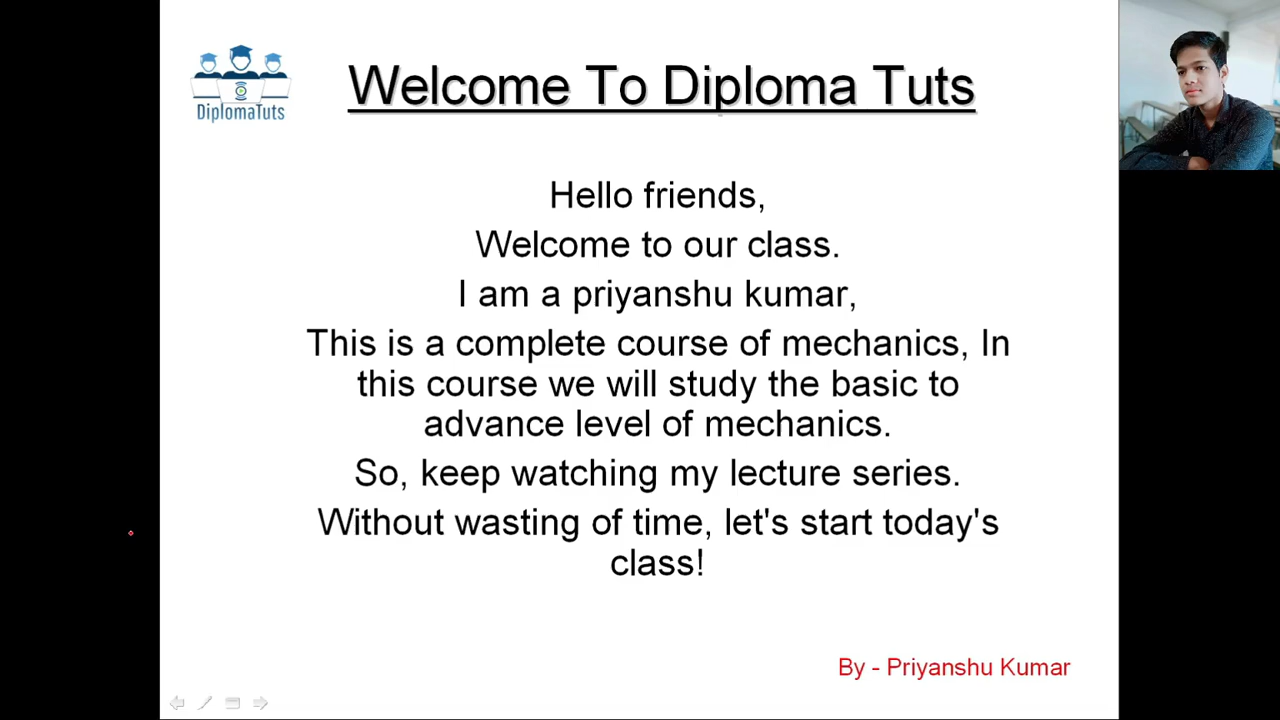 DiplomaTuts
Welcome To Diploma Tuts
Hello friends,
Welcome to our class.
I am a priyanshu kumar,
This is a complete course of mechanics, In
this course we will study the basic to
advance level of mechanics.
So, keep watching my lecture series.
Without wasting of time, let's start today's
class!
By - Priyanshu Kumar